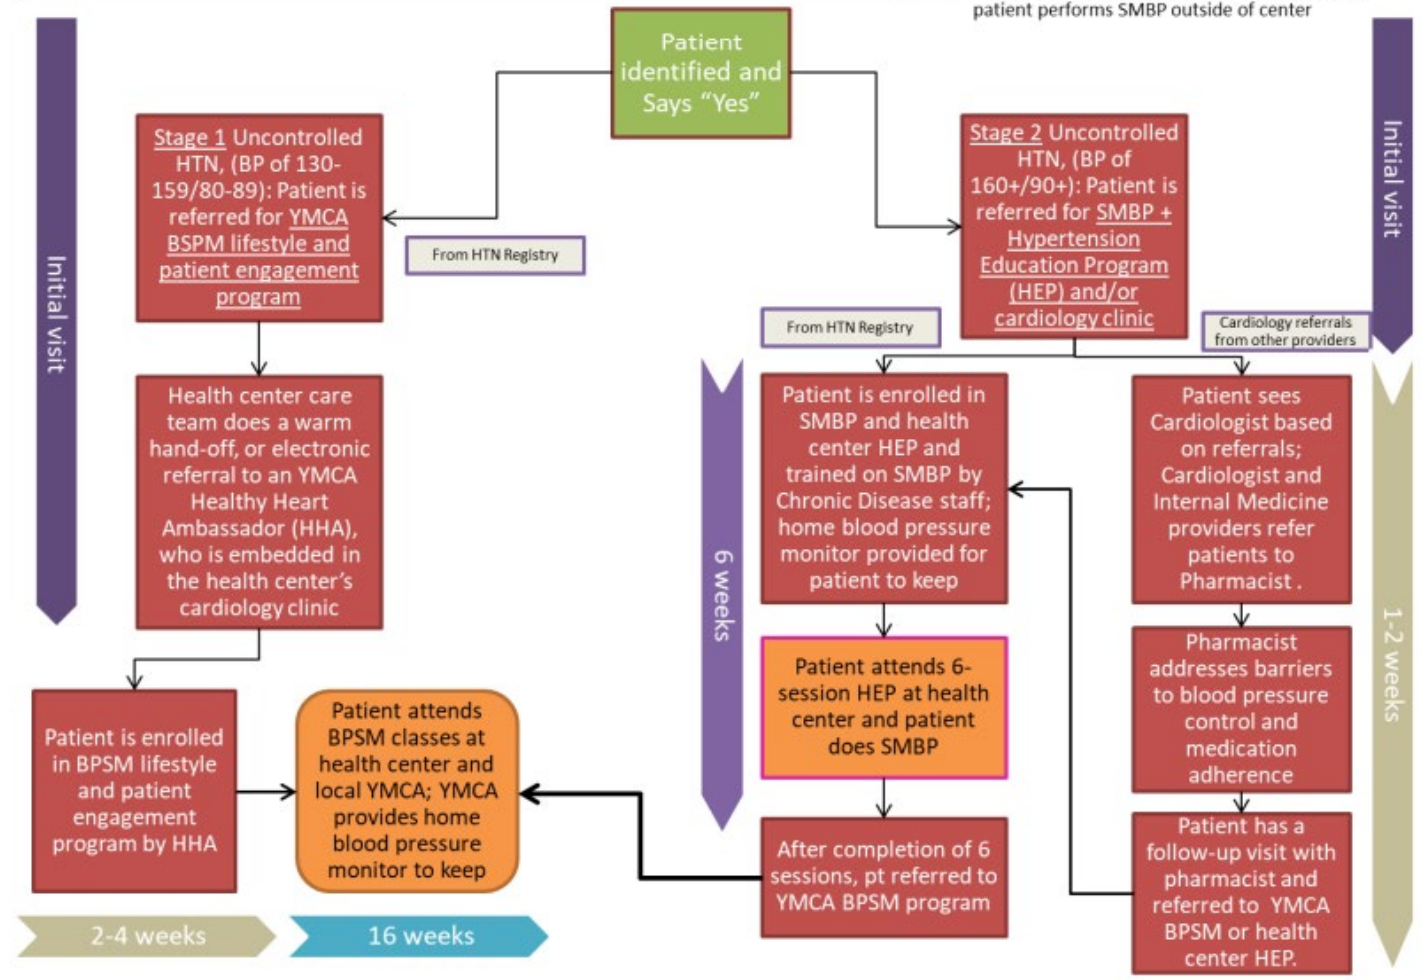 patient performs SMBP outside of center
Patient
identified and
Says “Yes”
Initial visit
Stage 1 Uncontrolled
HTN, (BP of 130-
159/80-89): Patient is
referred for YMCA
BSPM lifestyle and
patient engagement
program
From HTN Registry
Health center care
team does a warm
hand-off, or electronic
referral to an YMCA
Healthy Heart
Ambassador (HHA),
who is embedded in
the health center’s
cardiology clinic
Patient is enrolled
in BPSM lifestyle
and patient
engagement
program by HHA
Patient attends
BPSM classes at
health center and
local YMCA; YMCA
provides home
blood pressure
monitor to keep
2-4 weeks
16 weeks
Stage 2 Uncontrolled
HTN, (BP of
160+/90+): Patient is
referred for SMBP +
Hypertension
Education Program
(HEP) and/or
cardiology clinic
Initial visit
From HTN Registry
Cardiology referrals
from other providers
6 weeks
Patient is enrolled in
SMBP and health
center HEP and
trained on SMBP by
Chronic Disease staff;
home blood pressure
monitor provided for
patient to keep
Patient attends 6-
session HEP at health
center and patient
does SMBP
After completion of 6
sessions, pt referred to
YMCA BPSM program
Patient sees
Cardiologist based
on referrals;
Cardiologist and
Internal Medicine
providers refer
patients to
Pharmacist .
Pharmacist
addresses barriers
to blood pressure
control and
medication
adherence
Patient has a
follow-up visit with
pharmacist and
referred to YMCA
BPSM or health
center HEP.
1-2 weeks